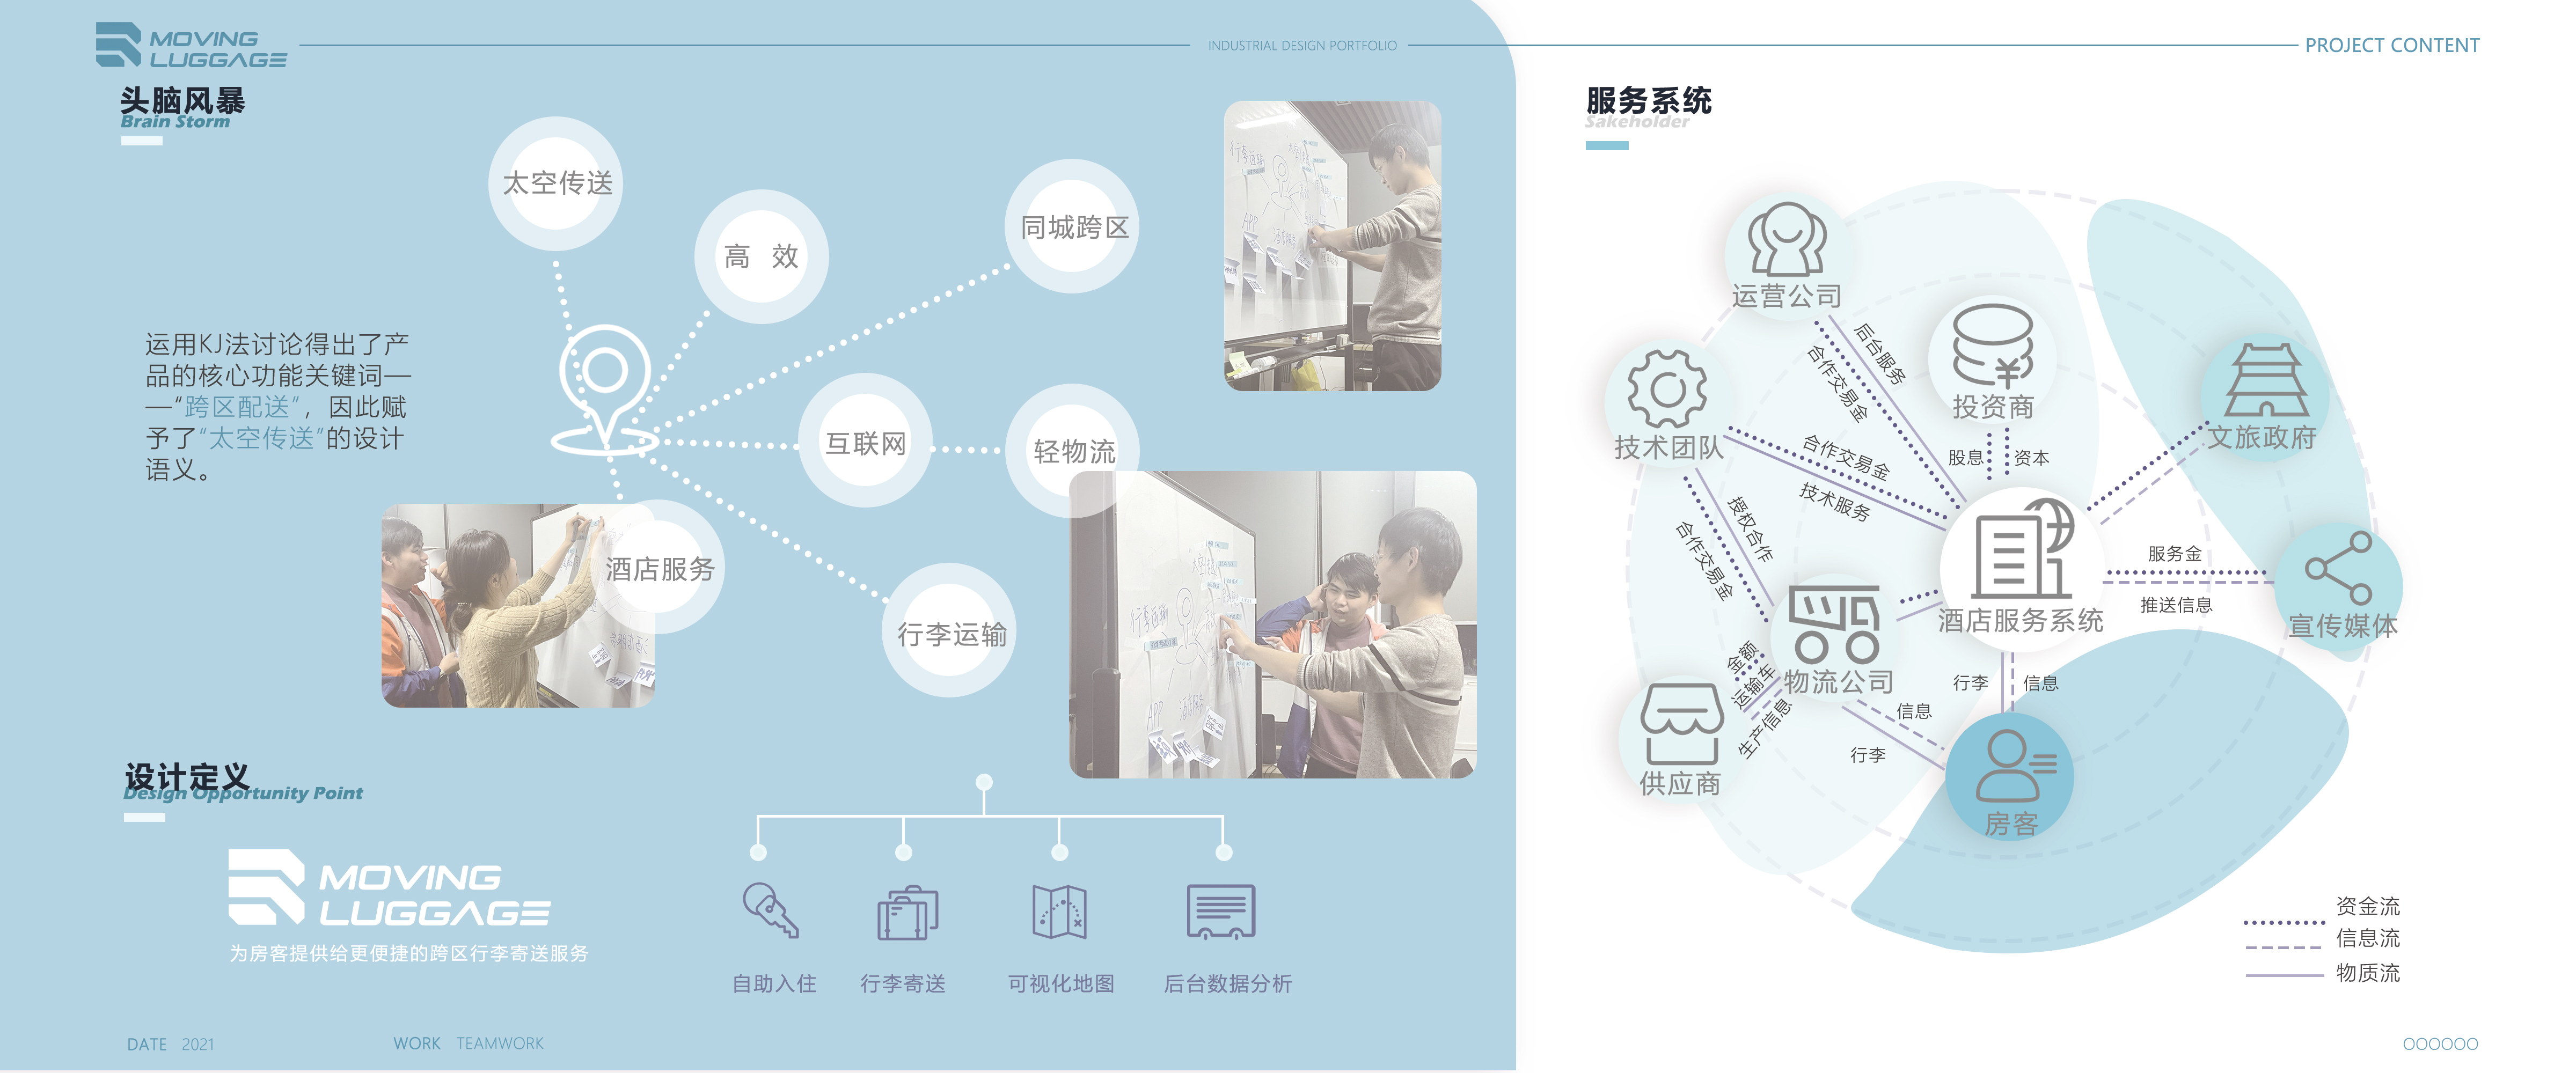 MOVING
LUGGAGE
INDUSTRIAL DESIGN PORTFOLIO
PROJECT CONTENT
头脑风暴
Brain Storm
太空传送
高 效
同城跨区
互联网
轻物流
酒店服务
行李运输
运用KJ法讨论得出了产
品的核心功能关键词—
—“跨区配送”，因此赋
予了“太空传送”的设计
语义。
行李运输
APP
行李运输
APP
设计定义
Design Opportunity Point
MOVING
LUGGAGE
为房客提供给更便捷的跨区行李寄送服务
自助入住
行李寄送
可视化地图
后台数据分析
服务系统
Sakeholder
运营公司
技术团队
投资商
文旅政府
宣传媒体
酒店服务系统
物流公司
供应商
房客
后台服务
合作交易金
合作交易金
技术服务
股息
资本
授权合作
合作交易金
服务金
推送信息
金额
运输车
生产信息
行李
信息
信息
行李
资金流
信息流
物质流
DATE 2021
WORK TEAMWORK
OOOOOO